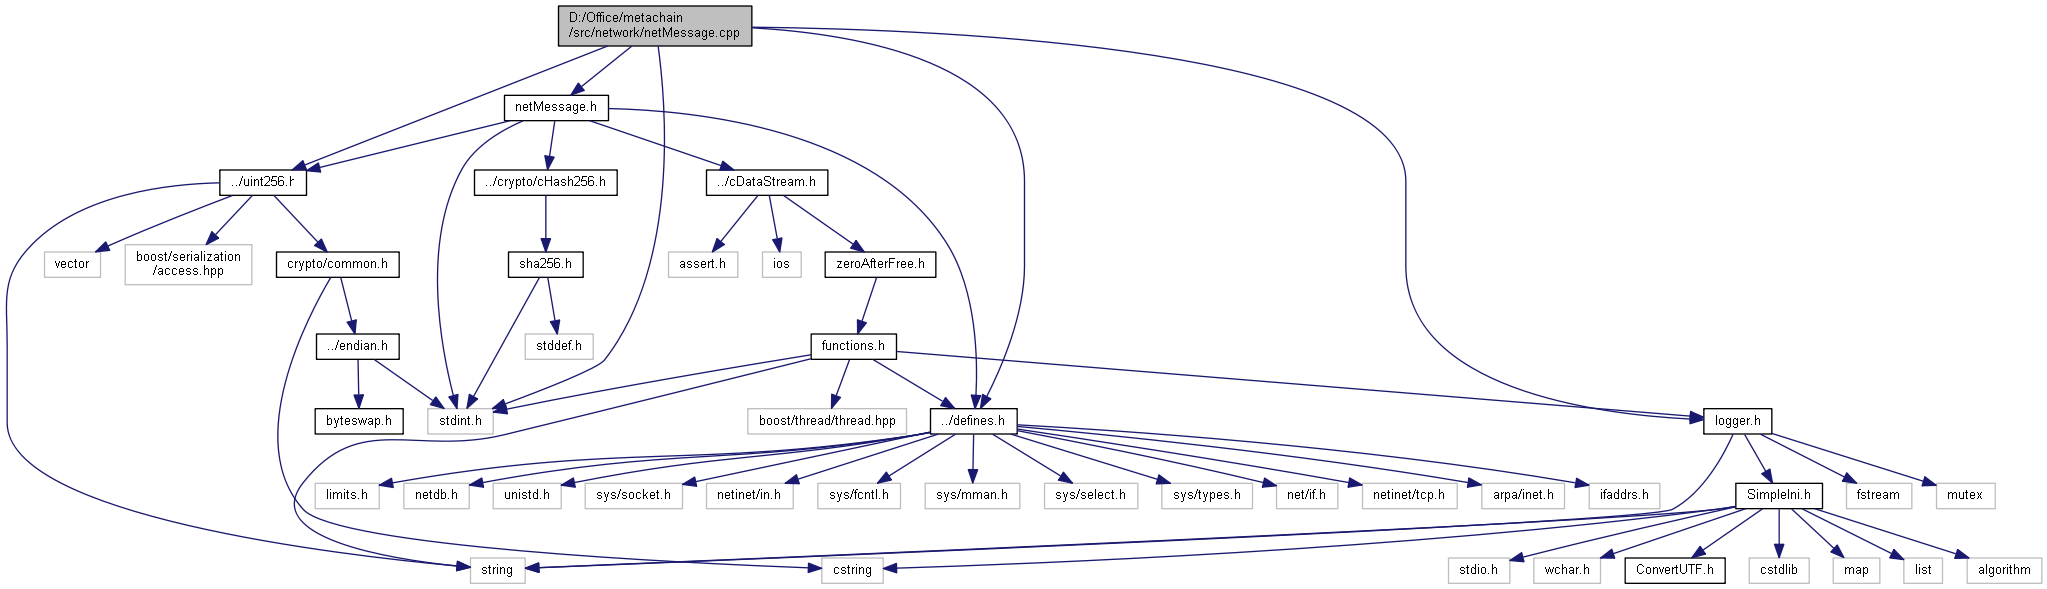 D:/Office/metachain
/src/network/netMessage.cpp
netMessage.h
../uint256.h
../crypto/cHash256.h
../cDataStream.h
vector
boost/serialization
/access.hpp
crypto/common.h
sha256.h
assert.h
ios
zeroAfterFree.h
../endian.h
stddef.h
functions.h
byteswap.h
stdint.h
boost/thread/thread.hpp
../defines.h
logger.h
limits.h
netdb.h
unistd.h
sys/socket.h
netinet/in.h
sys/fcntl.h
sys/mman.h
sys/select.h
sys/types.h
net/if.h
netinet/tcp.h
arpa/inet.h
ifaddrs.h
SimpleIni.h
fstream
mutex
string
cstring
stdio.h
wchar.h
ConvertUTF.h
cstdlib
map
list
algorithm